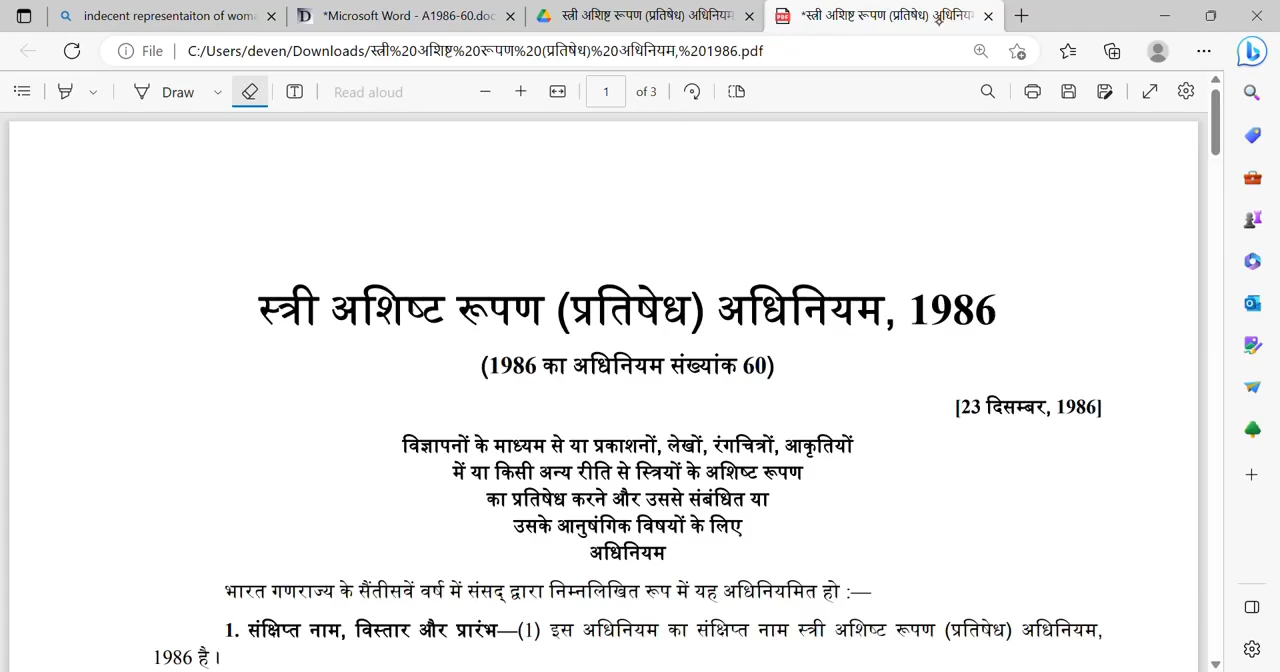 indecent representaiton of wom
*Microsoft Word - A1986-60.doc
स्त्री अशिष्ट रूपण (प्रतिषेध) अधिनियम
*स्त्री अशिष्ट रूपण (प्रतिषेध) अधिनिय
File
C:/Users/deven/Downloads/स्त्री%20अशिष्ट%20रूपण%20(प्रतिषेध)%20अधिनियम,%201986.pdf
Draw
Read aloud
1 of 3
स्त्री अशिष्ट रूपण (प्रतिषेध) अधिनियम, 1986
(1986 का अधिनियम संख्यांक 60)
[23 दिसम्बर, 1986]
विज्ञापनों के माध्यम से या प्रकाशनों, लेखों, रंगचित्रों, आकृतियों
में या किसी अन्य रीति से स्त्रियों के अशिष्ट रूपण
का प्रतिषेध करने और उससे संबंधित या
उसके आनुषंगिक विषयों के लिए
अधिनियम
भारत गणराज्य के सैंतीसवें वर्ष में संसद् द्वारा निम्नलिखित रूप में यह अधिनियमित हो :—
1. संक्षिप्त नाम, विस्तार और प्रारंभ—(1) इस अधिनियम का संक्षिप्त नाम स्त्री अशिष्ट रूपण (प्रतिषेध) अधिनियम,
1986 है।